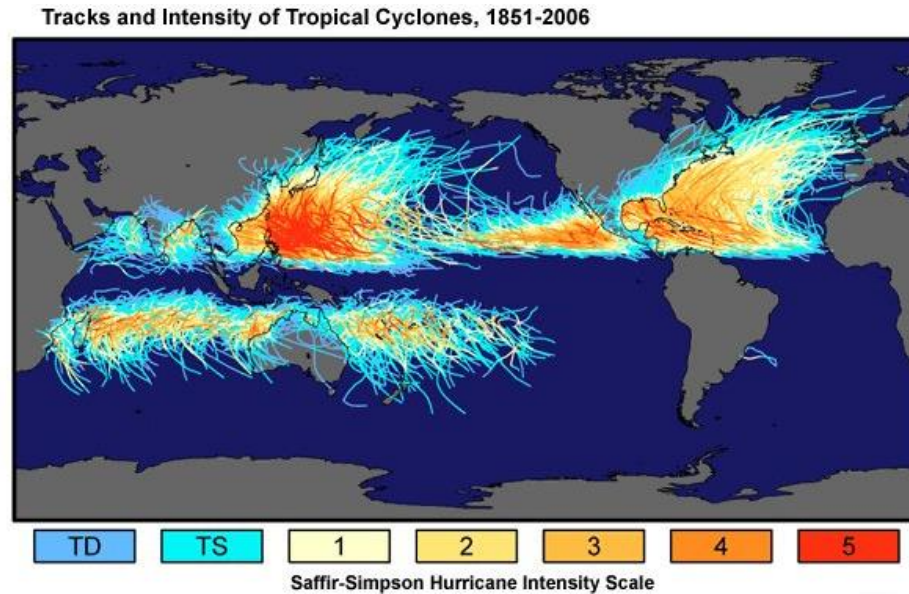 Tracks and Intensity of Tropical Cyclones, 1851-2006
TD TS 1 2 3 4 5
Saffir-Simpson Hurricane Intensity Scale